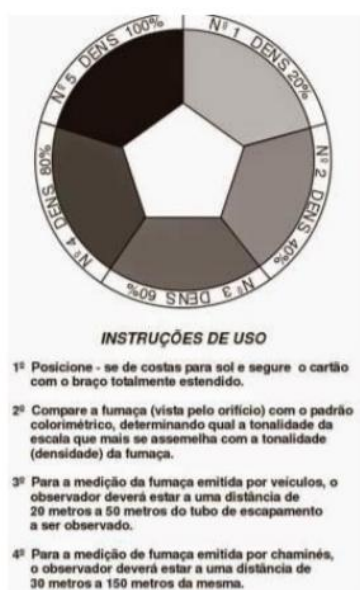 Nº 1 DENS 20%
Nº 2 DENS 40%
Nº 3 DENS 60%
Nº 4 DENS 80%
Nº 5 DENS 100%
INSTRUÇÕES DE USO
1º Posicione - se de costas para sol e segure o cartão
com o braço totalmente estendido.
2º Compare a fumaça (vista pelo orifício) com o padrão
colorimétrico, determinando qual a tonalidade da
escala que mais se assemelha com a tonalidade
(densidade) da fumaça.
3º Para a medição da fumaça emitida por veículos, o
observador deverá estar a uma distância de
20 metros a 50 metros do tubo de escapamento
a ser observado.
4º Para a medição de fumaça emitida por chaminés,
o observador deverá estar a uma distância de
30 metros a 150 metros da mesma.